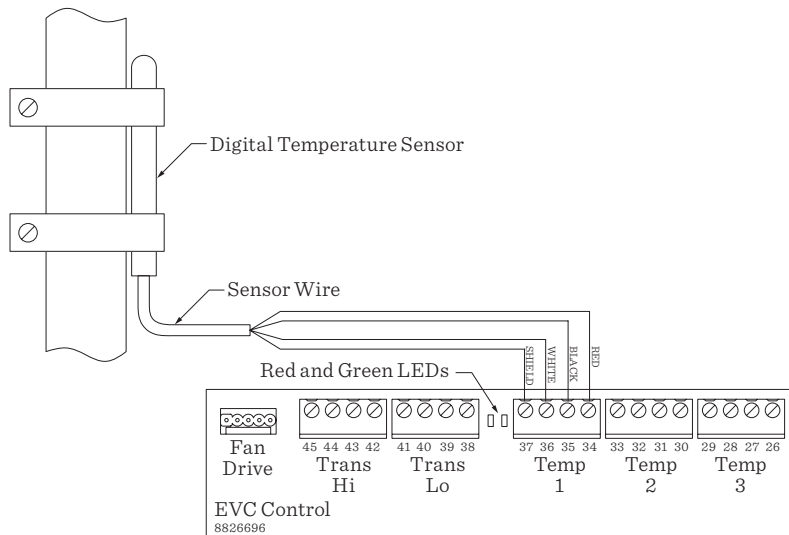 Digital Temperature Sensor
Sensor Wire
Red and Green LEDs
SHIELD
WHITE
BLACK
RED
45 44 43 42
41 40 39 38
37 36 35 34
33 32 31 30
29 28 27 26
Fan
Drive
Trans
Hi
Trans
Lo
Temp
1
Temp
2
Temp
3
EVC Control
8826696